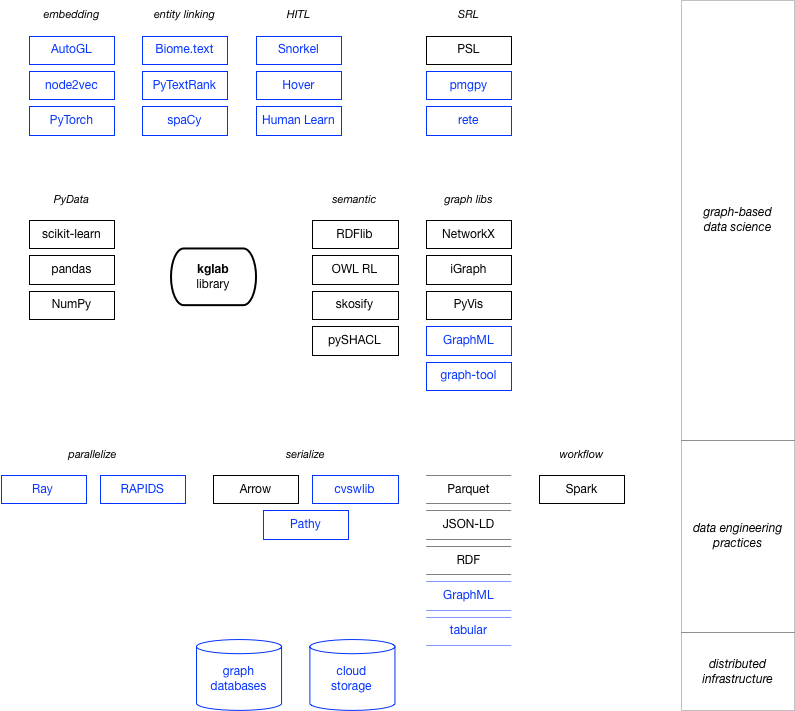 embedding
entity linking
HITL
SRL
AutoGL
Biome.text
Snorkel
PSL
node2vec
PyTextRank
Hover
pmgpy
PyTorch
spaCy
Human Learn
rete
PyData
semantic
graph libs
scikit-learn
RDFlib
NetworkX
pandas
kglab
library
OWL RL
iGraph
NumPy
skosify
PyVis
pySHACL
GraphML
graph-tool
graph-based
data science
parallelize
serialize
workflow
Ray
RAPIDS
Arrow
cvswlib
Parquet
Spark
Pathy
JSON-LD
RDF
GraphML
tabular
data engineering
practices
graph
databases
cloud
storage
distributed
infrastructure